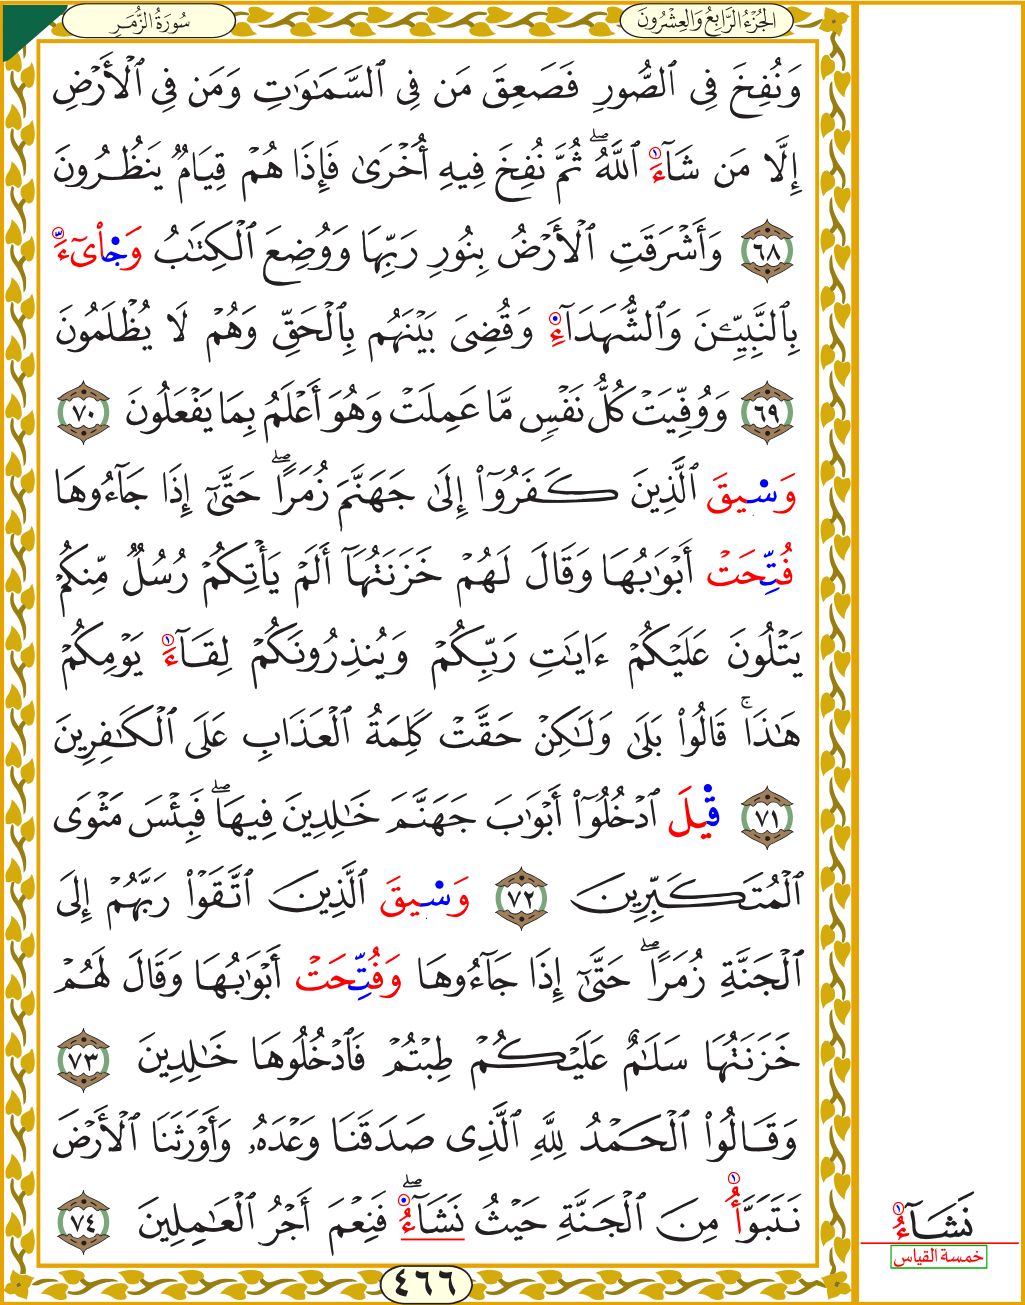 سُورَةُ الزُّمَرِ
الجُزْءُ الرَّابِعُ وَالعِشْرُونَ
وَنُفِخَ فِى ٱلصُّورِ فَصَعِقَ مَن فِى ٱلسَّمَـٰوَٰتِ وَمَن فِى ٱلْأَرْضِ
إِلَّا مَن شَآءَ ٱللَّهُ ۖ ثُمَّ نُفِخَ فِيهِ أُخْرَىٰ فَإِذَا هُمْ قِيَامٌ يَنظُرُونَ
٦٨ وَأَشْرَقَتِ ٱلْأَرْضُ بِنُورِ رَبِّهَا وَوُضِعَ ٱلْكِتَـٰبُ وَجِا۟ىٓءَ
بِٱلنَّبِيِّـۧنَ وَٱلشُّهَدَآءِ وَقُضِىَ بَيْنَهُم بِٱلْحَقِّ وَهُمْ لَا يُظْلَمُونَ
٦٩ وَوُفِّيَتْ كُلُّ نَفْسٍ مَّا عَمِلَتْ وَهُوَ أَعْلَمُ بِمَا يَفْعَلُونَ ٧٠
وَسِيقَ ٱلَّذِينَ كَفَرُوٓا۟ إِلَىٰ جَهَنَّمَ زُمَرًا ۖ حَتَّىٰٓ إِذَا جَآءُوهَا
فُتِّحَتْ أَبْوَٰبُهَا وَقَالَ لَهُمْ خَزَنَتُهَآ أَلَمْ يَأْتِكُمْ رُسُلٌ مِّنكُمْ
يَتْلُونَ عَلَيْكُمْ ءَايَـٰتِ رَبِّكُمْ وَيُنذِرُونَكُمْ لِقَآءَ يَوْمِكُمْ
هَـٰذَا ۚ قَالُوا۟ بَلَىٰ وَلَـٰكِنْ حَقَّتْ كَلِمَةُ ٱلْعَذَابِ عَلَى ٱلْكَـٰفِرِينَ
٧١ قِيلَ ٱدْخُلُوٓا۟ أَبْوَٰبَ جَهَنَّمَ خَـٰلِدِينَ فِيهَا ۖ فَبِئْسَ مَثْوَى
ٱلْمُتَكَبِّرِينَ ٧٢ وَسِيقَ ٱلَّذِينَ ٱتَّقَوْا۟ رَبَّهُمْ إِلَى
ٱلْجَنَّةِ زُمَرًا ۖ حَتَّىٰٓ إِذَا جَآءُوهَا وَفُتِّحَتْ أَبْوَٰبُهَا وَقَالَ لَهُمْ
خَزَنَتُهَا سَلَـٰمٌ عَلَيْكُمْ طِبْتُمْ فَٱدْخُلُوهَا خَـٰلِدِينَ ٧٣
وَقَالُوا۟ ٱلْحَمْدُ لِلَّهِ ٱلَّذِى صَدَقَنَا وَعْدَهُۥ وَأَوْرَثَنَا ٱلْأَرْضَ
نَتَبَوَّأُ مِنَ ٱلْجَنَّةِ حَيْثُ نَشَآءُ ۖ فَنِعْمَ أَجْرُ ٱلْعَـٰمِلِينَ ٧٤
نَشَآءُ
خمسة القياس
٤٦٦